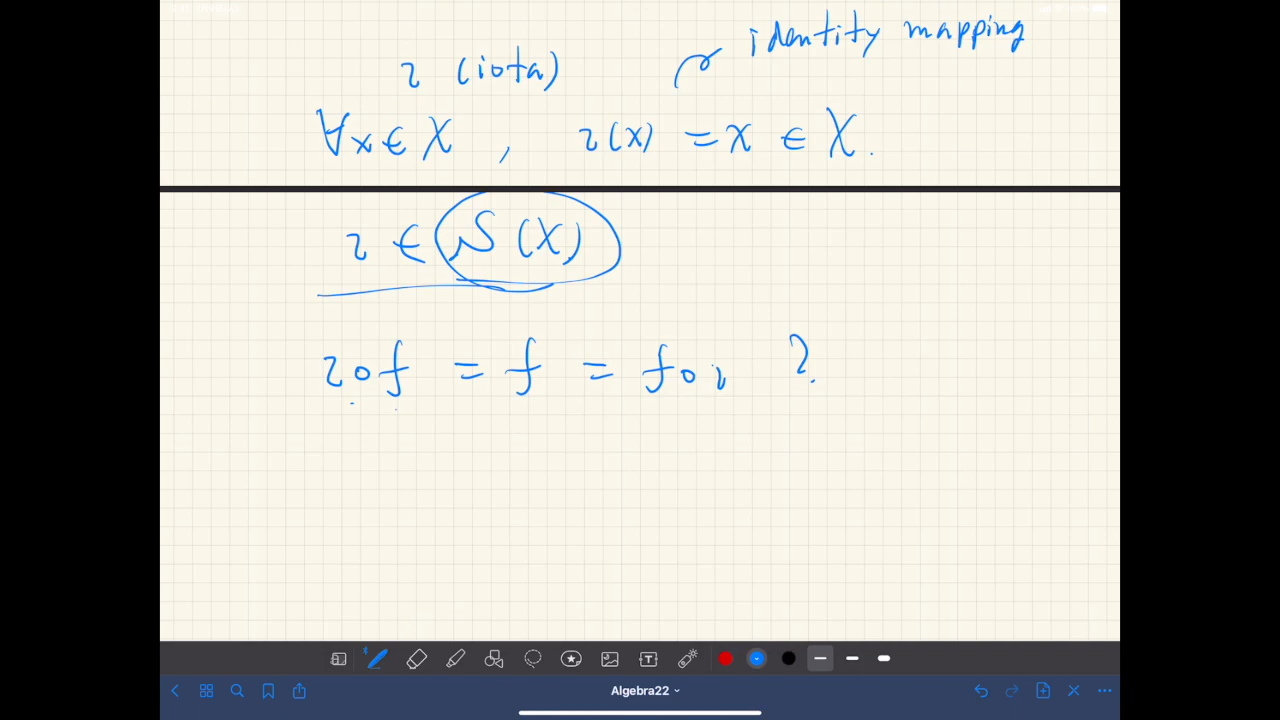 identity mapping
ι (iota)
∀x ∈ X , ι(x) = x ∈ X.
ι ∈ S(X)
ι∘f = f = f∘ι ?
Algebra22